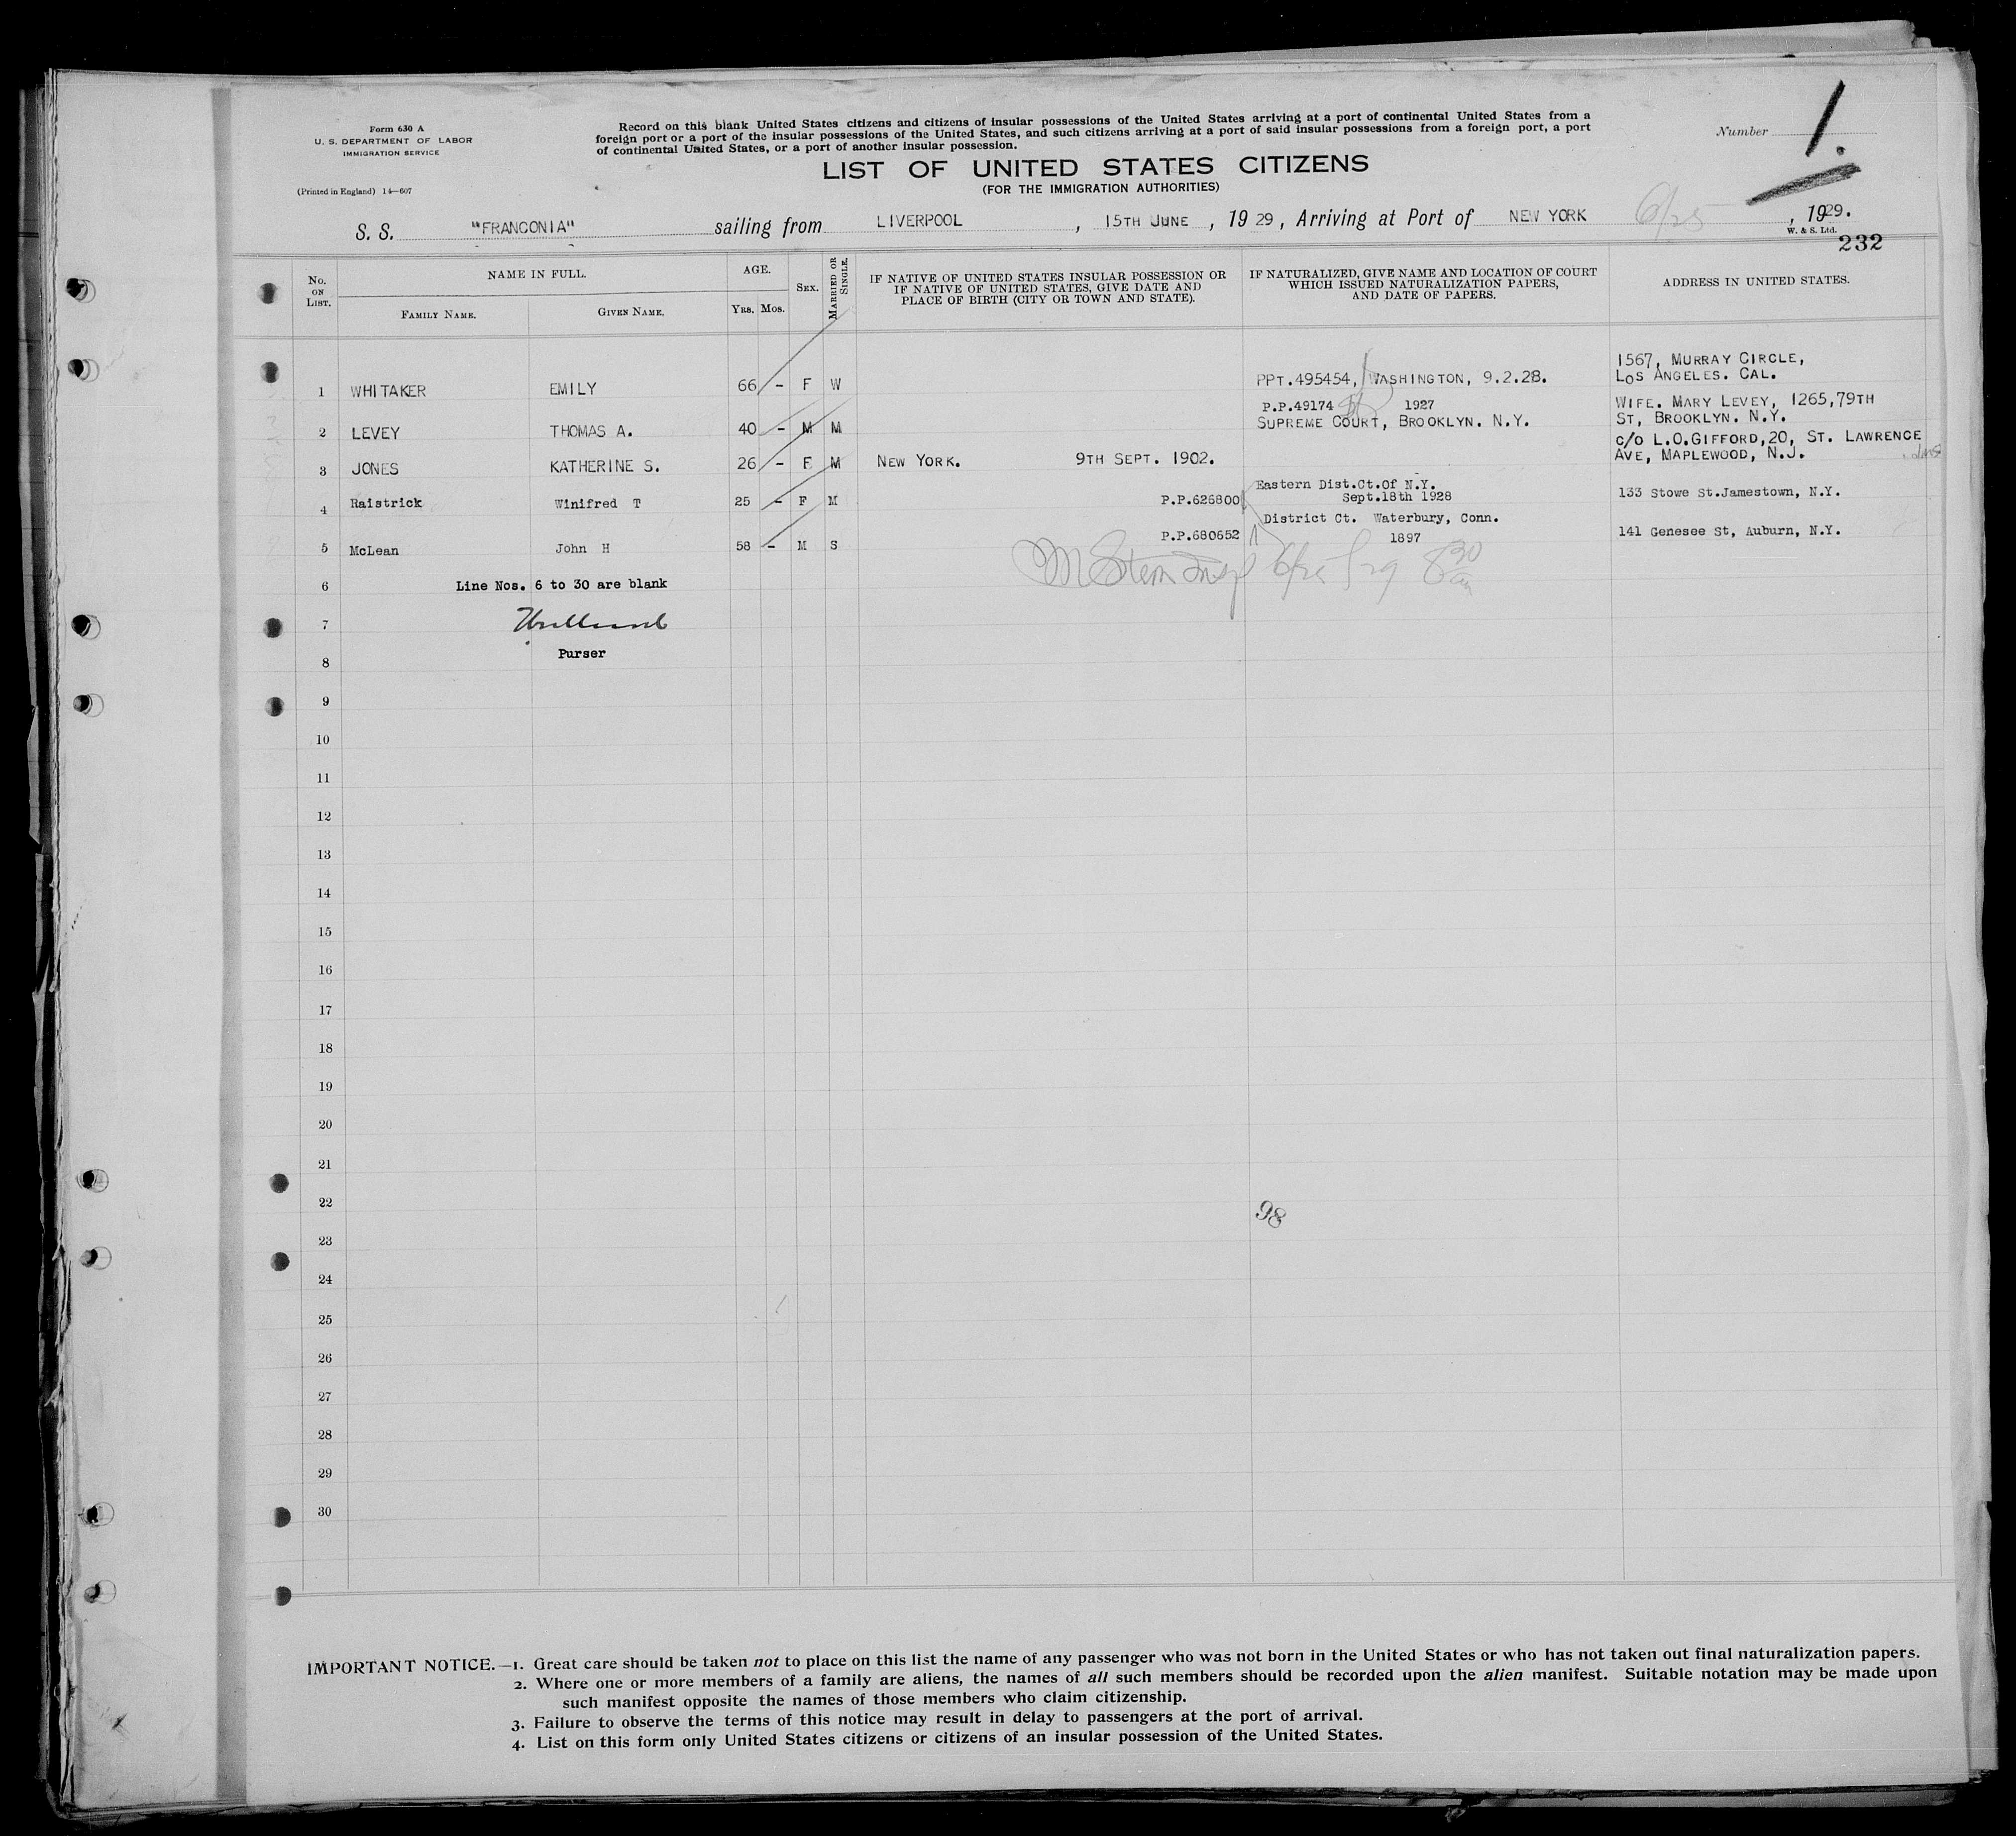 Form 630 A
U. S. DEPARTMENT OF LABOR
IMMIGRATION SERVICE
(Printed in England) 14—607
Record on this blank United States citizens and citizens of insular possessions of the United States arriving at a port of continental United States from a
foreign port or a port of the insular possessions of the United States, and such citizens arriving at a port of said insular possessions from a foreign port, a port
of continental United States, or a port of another insular possession.
LIST OF UNITED STATES CITIZENS
(FOR THE IMMIGRATION AUTHORITIES)
Number 1.
S. S. "FRANCONIA" sailing from LIVERPOOL, 15TH JUNE, 1929, Arriving at Port of NEW YORK 6/25, 1929.
W. & S. Ltd.
232
No. ON LIST.
NAME IN FULL.
FAMILY NAME.
GIVEN NAME.
AGE.
YRS. MOS.
SEX.
MARRIED OR SINGLE.
IF NATIVE OF UNITED STATES INSULAR POSSESSION OR
IF NATIVE OF UNITED STATES, GIVE DATE AND
PLACE OF BIRTH (CITY OR TOWN AND STATE).
IF NATURALIZED, GIVE NAME AND LOCATION OF COURT
WHICH ISSUED NATURALIZATION PAPERS,
AND DATE OF PAPERS.
ADDRESS IN UNITED STATES.
1567, MURRAY CIRCLE,
1 WHITAKER EMILY 66 - F W PPT.495454, WASHINGTON, 9.2.28. LOS ANGELES. CAL.
P.P.49174 1927 WIFE. MARY LEVEY, 1265,79TH
2 LEVEY THOMAS A. 40 - M M SUPREME COURT, BROOKLYN. N.Y. ST, BROOKLYN. N.Y.
C/O L.O.GIFFORD,20, ST. LAWRENCE
3 JONES KATHERINE S. 26 - F M NEW YORK. 9TH SEPT. 1902. AVE, MAPLEWOOD, N.J.
Eastern Dist.Ct.Of N.Y.
4 Raistrick Winifred T 25 - F M P.P.626800 Sept.18th 1928 133 Stowe St.Jamestown, N.Y.
District Ct. Waterbury, Conn.
5 McLean John H 58 - M S P.P.680652 1897 141 Genesee St, Auburn, N.Y.
M Stern Insp 6/25/29 8 30 am
6 Line Nos. 6 to 30 are blank
7
Purser
8
9
10
11
12
13
14
15
16
17
18
19
20
21
22
98
23
24
25
26
27
28
29
30
IMPORTANT NOTICE.—1. Great care should be taken not to place on this list the name of any passenger who was not born in the United States or who has not taken out final naturalization papers.
2. Where one or more members of a family are aliens, the names of all such members should be recorded upon the alien manifest. Suitable notation may be made upon
such manifest opposite the names of those members who claim citizenship.
3. Failure to observe the terms of this notice may result in delay to passengers at the port of arrival.
4. List on this form only United States citizens or citizens of an insular possession of the United States.